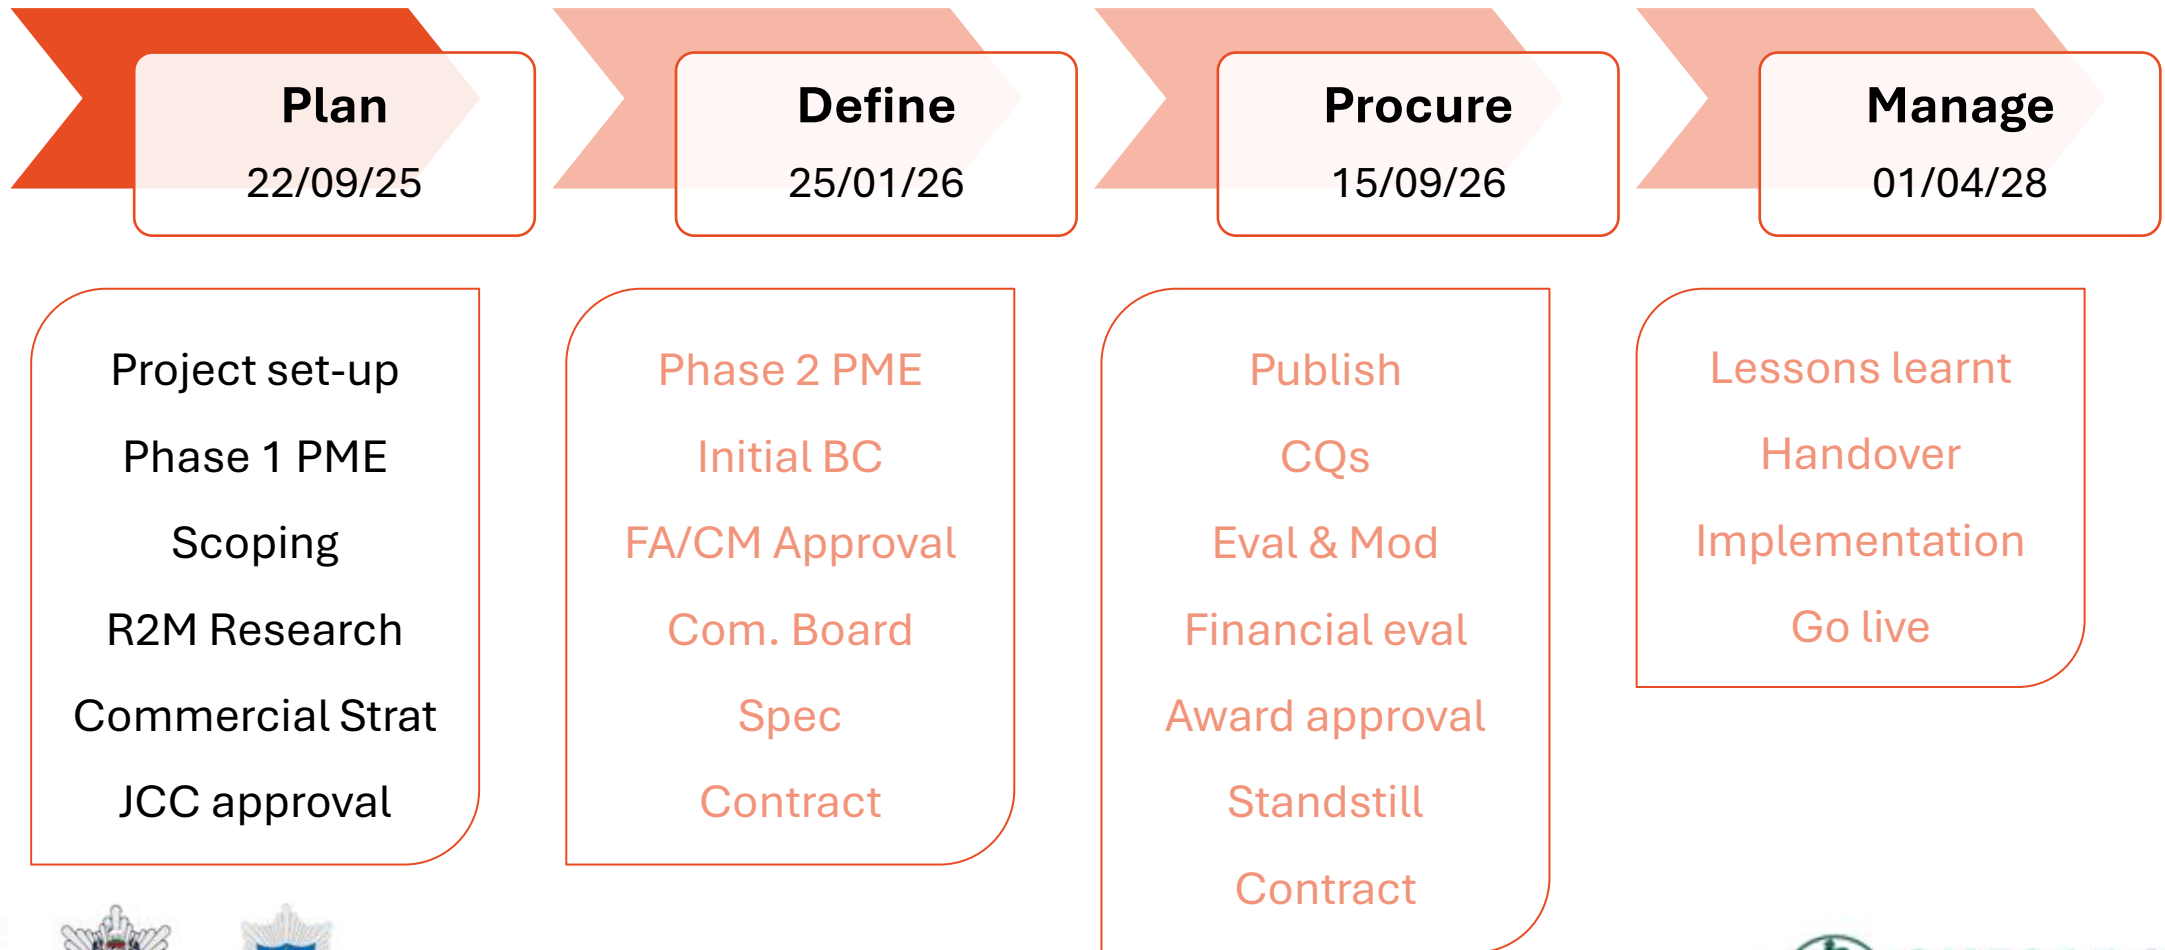 Plan
22/09/25
Define
25/01/26
Procure
15/09/26
Manage
01/04/28
Project set-up
Phase 1 PME
Scoping
R2M Research
Commercial Strat
JCC approval
Phase 2 PME
Initial BC
FA/CM Approval
Com. Board
Spec
Contract
Publish
CQs
Eval & Mod
Financial eval
Award approval
Standstill
Contract
Lessons learnt
Handover
Implementation
Go live